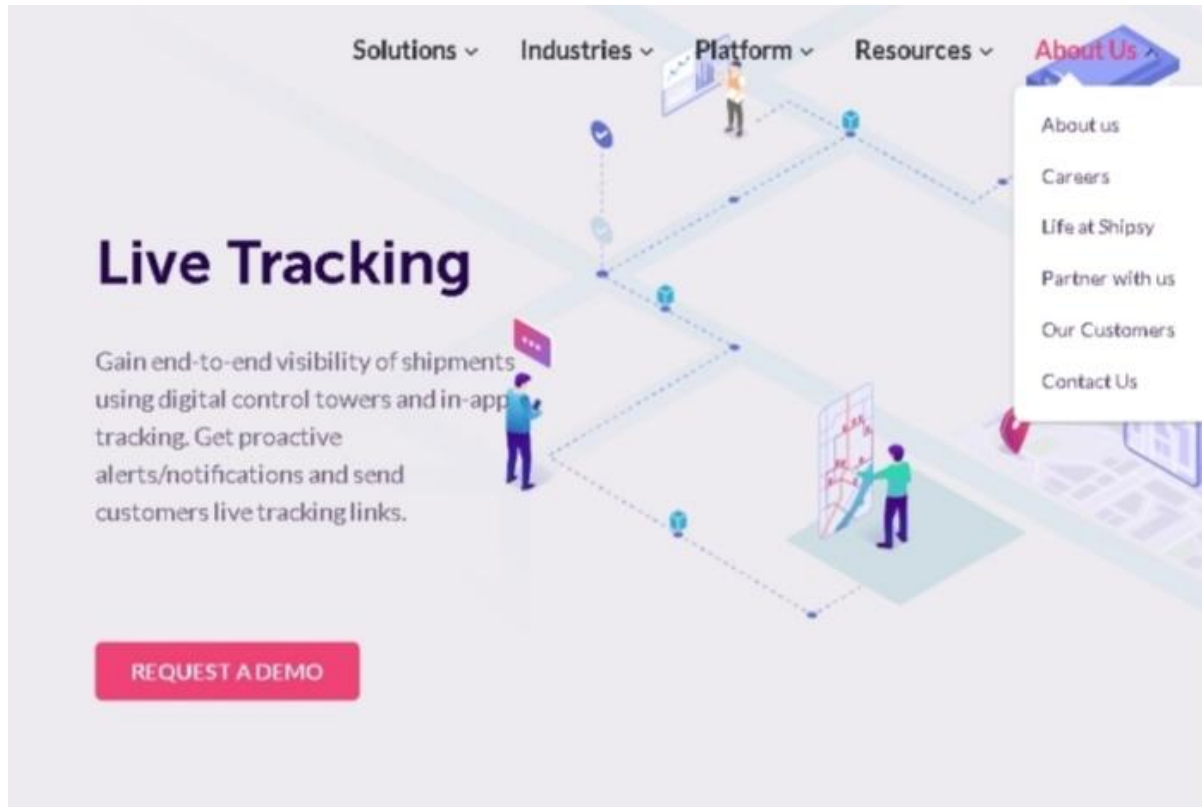 Solutions Industries Platform Resources About Us
About us
Careers
Life at Shipsy
Partner with us
Our Customers
Contact Us
Live Tracking
Gain end-to-end visibility of shipments
using digital control towers and in-app
tracking. Get proactive
alerts/notifications and send
customers live tracking links.
REQUEST A DEMO